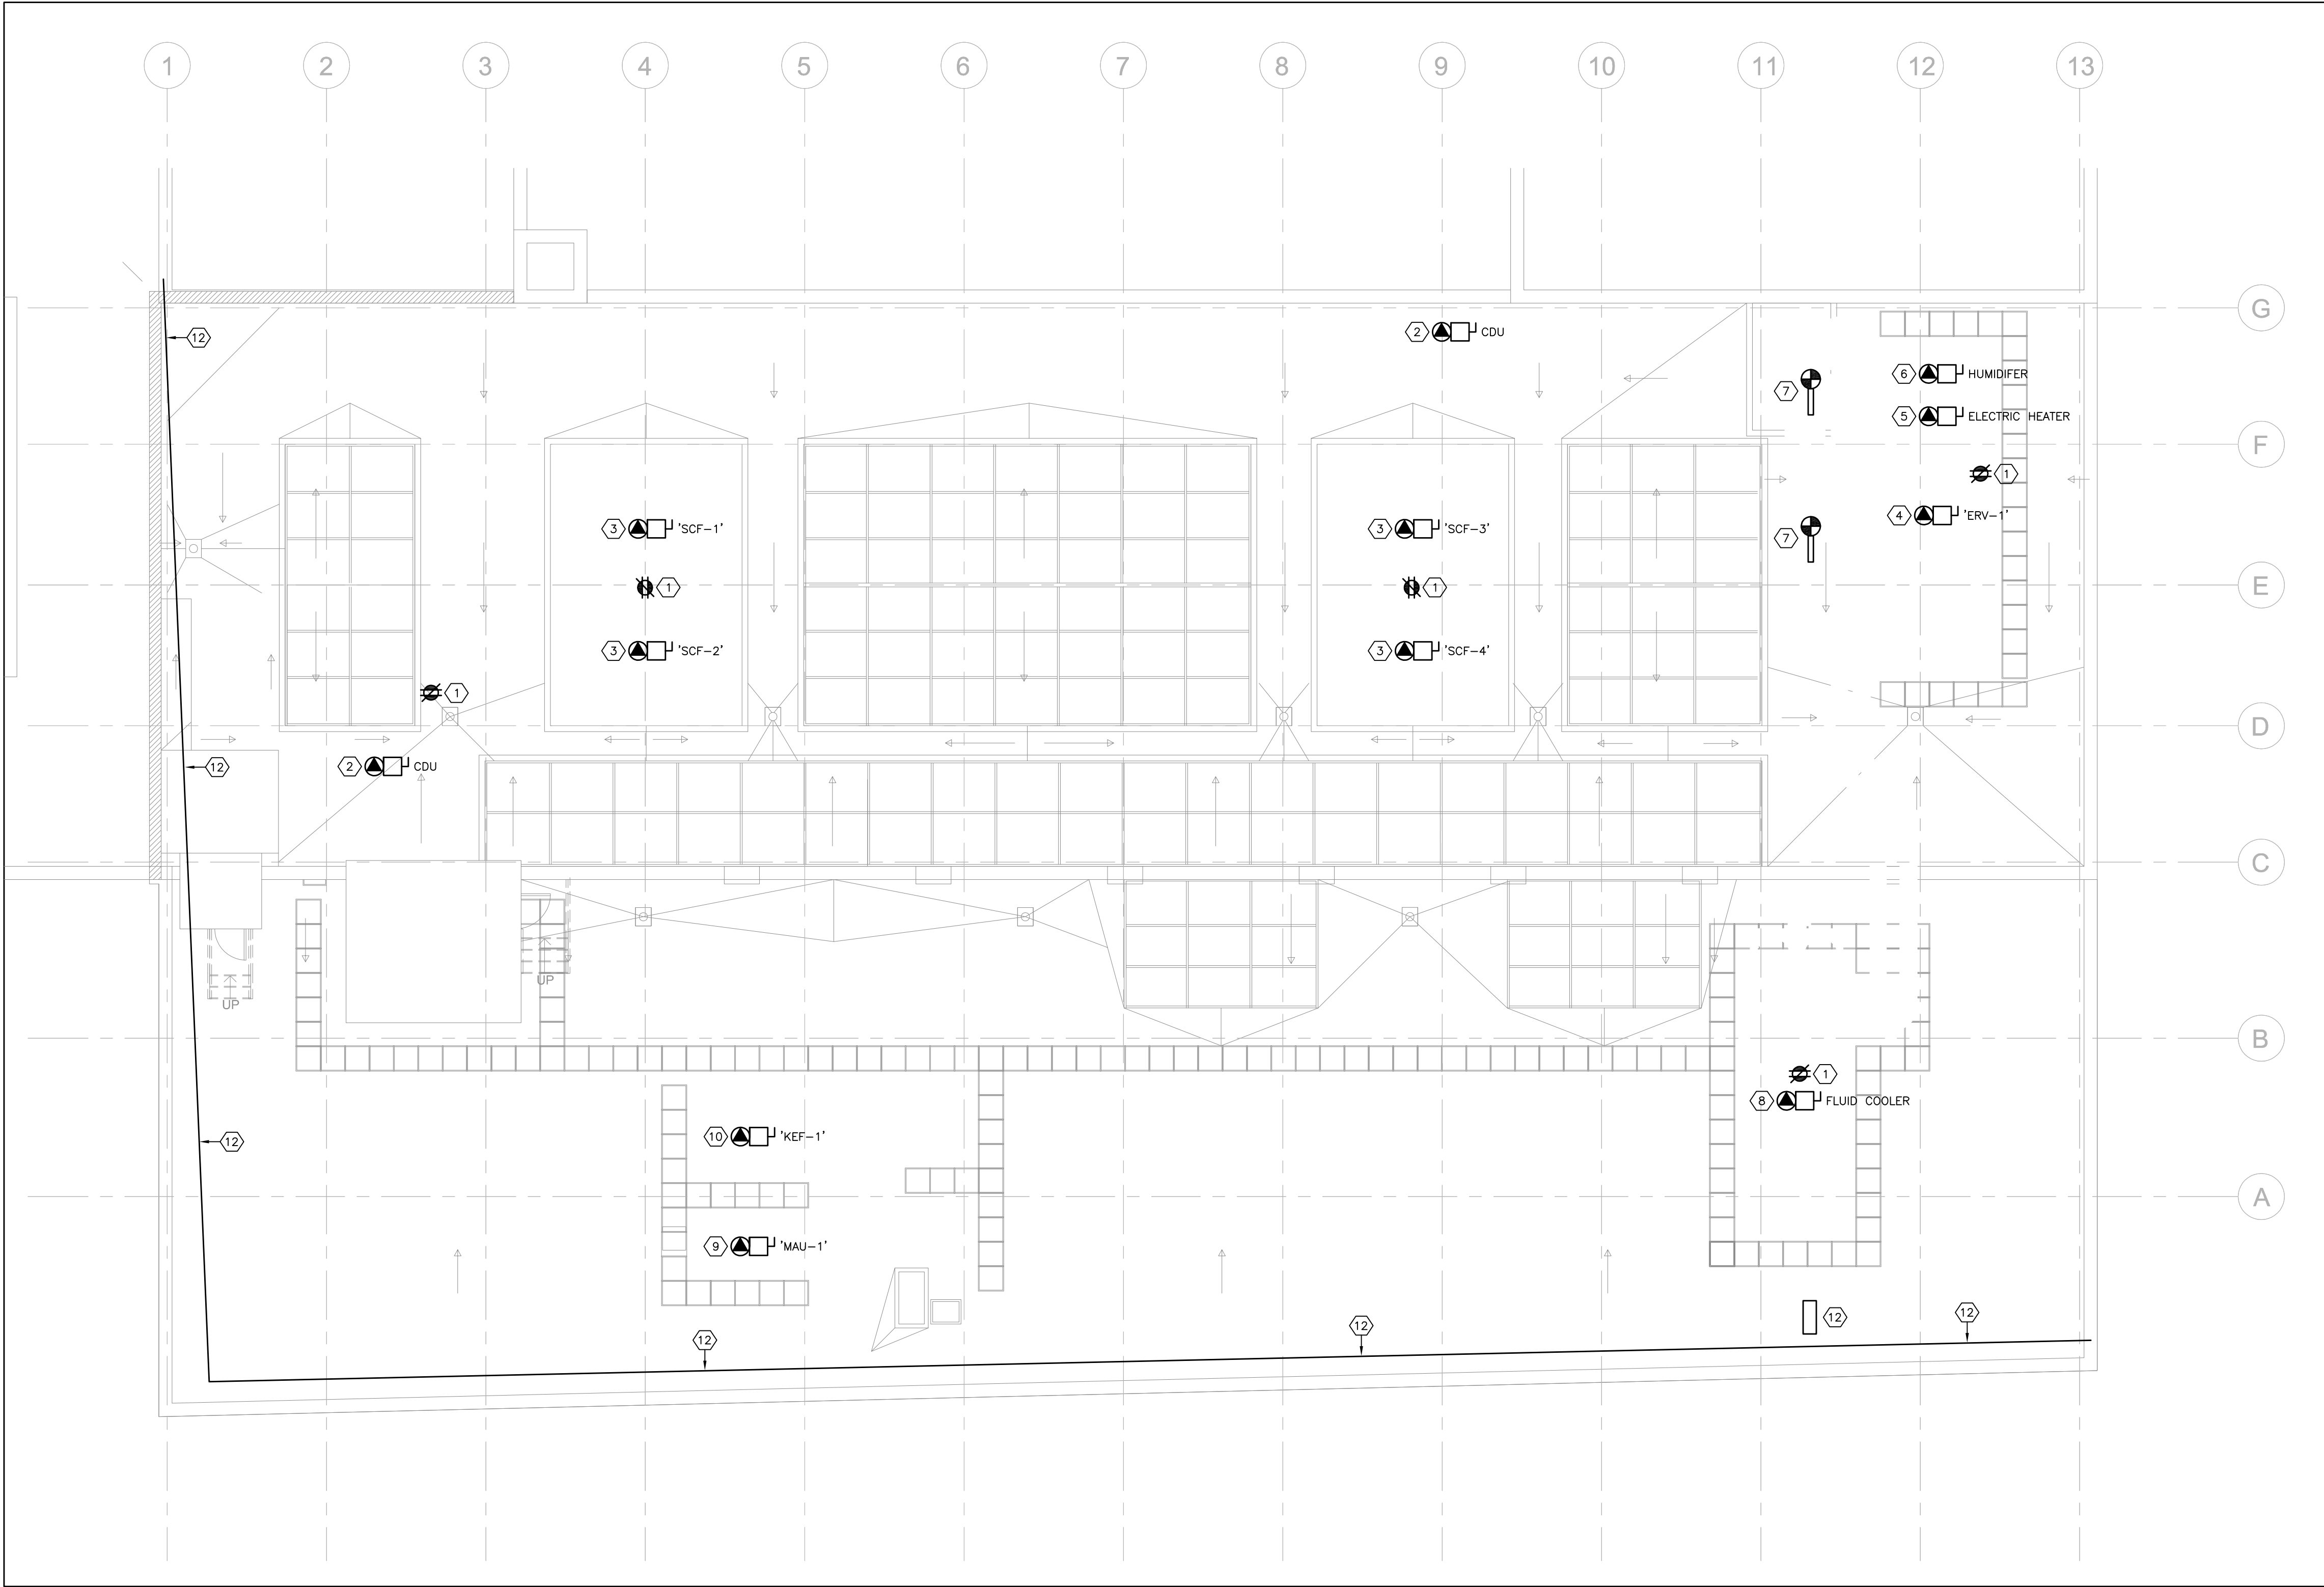 1 2 3 4 5 6 7 8 9 10 11 12 13
G
12
2 CDU
7
6 HUMIDIFER
5 ELECTRIC HEATER
F
1
3 'SCF-1'
3 'SCF-3'
4 'ERV-1'
7
1
1
E
3 'SCF-2'
3 'SCF-4'
1
D
12
2 CDU
C
UP
UP
B
1
8 FLUID COOLER
10 'KEF-1'
12
A
9 'MAU-1'
12
12
12
12